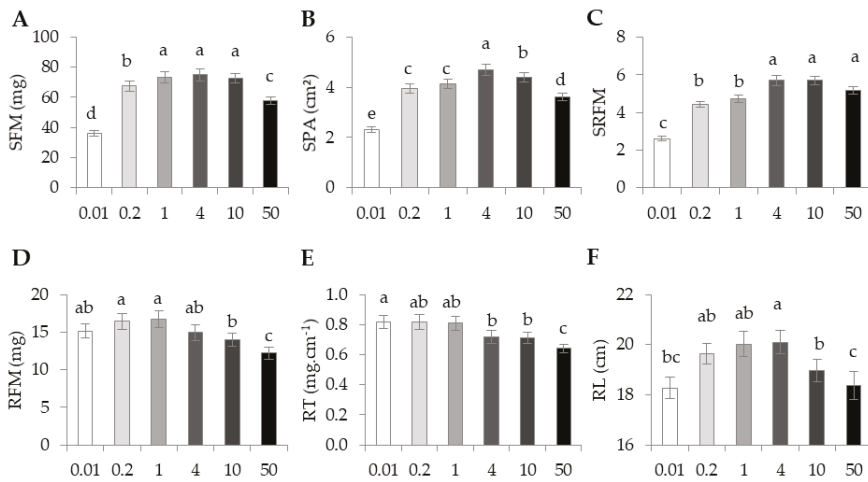 A
SFM (mg)
100
80
60
40
20
0
d b a a a c
0.01 0.2 1 4 10 50
B
SPA (cm²)
6
4
2
0
e c c a b d
0.01 0.2 1 4 10 50
C
SRFM
8
6
4
2
0
c b b a a a
0.01 0.2 1 4 10 50
D
RFM (mg)
20
15
10
5
0
ab a a ab b c
0.01 0.2 1 4 10 50
E
RT (mg.cm⁻¹)
1.0
0.8
0.6
0.4
0.2
0.0
a ab ab b b c
0.01 0.2 1 4 10 50
F
RL (cm)
22
20
18
16
bc ab ab a b c
0.01 0.2 1 4 10 50